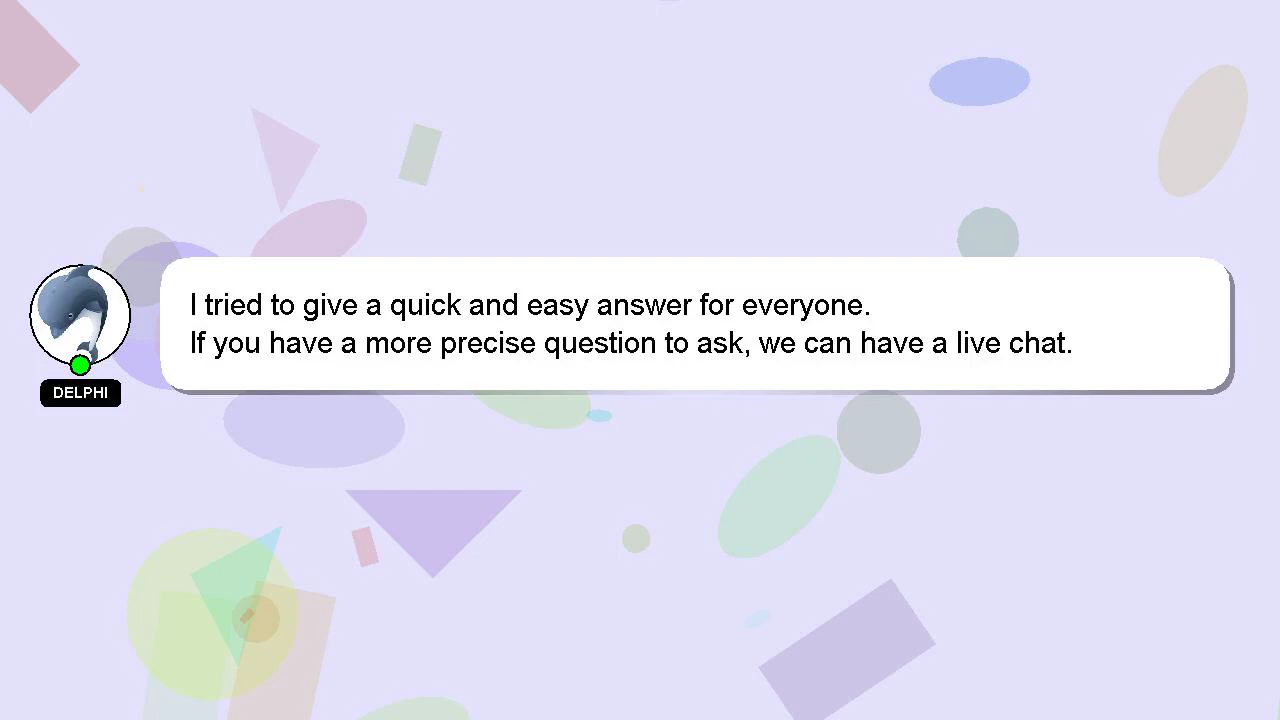 I tried to give a quick and easy answer for everyone.
If you have a more precise question to ask, we can have a live chat.
DELPHI